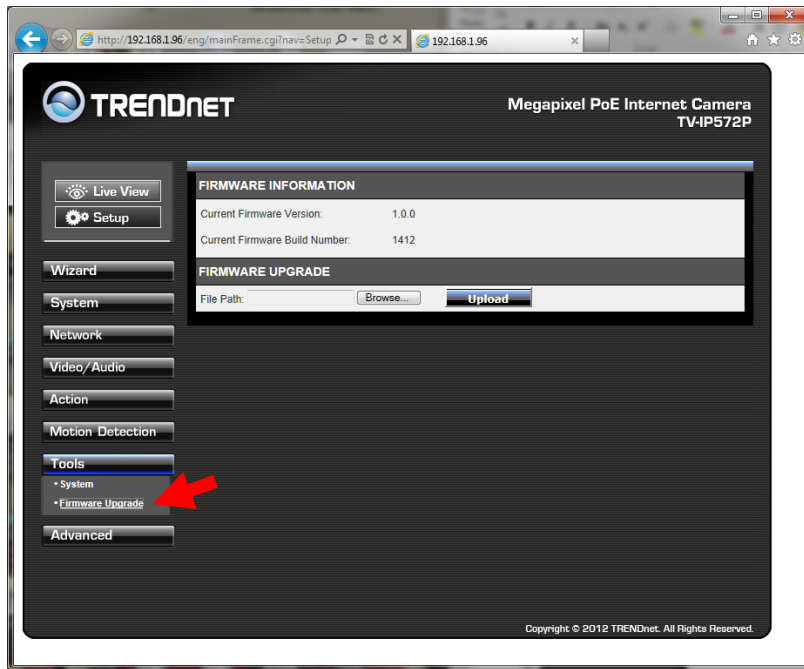 http://192.168.1.96/eng/mainFrame.cgi?nav=Setup
192.168.1.96
TRENDNET
Megapixel PoE Internet Camera
TV-IP572P
Live View
Setup
Wizard
System
Network
Video/Audio
Action
Motion Detection
Tools
• System
• Firmware Upgrade
Advanced
FIRMWARE INFORMATION
Current Firmware Version: 1.0.0
Current Firmware Build Number: 1412
FIRMWARE UPGRADE
File Path: Browse... Upload
Copyright © 2012 TRENDnet. All Rights Reserved.